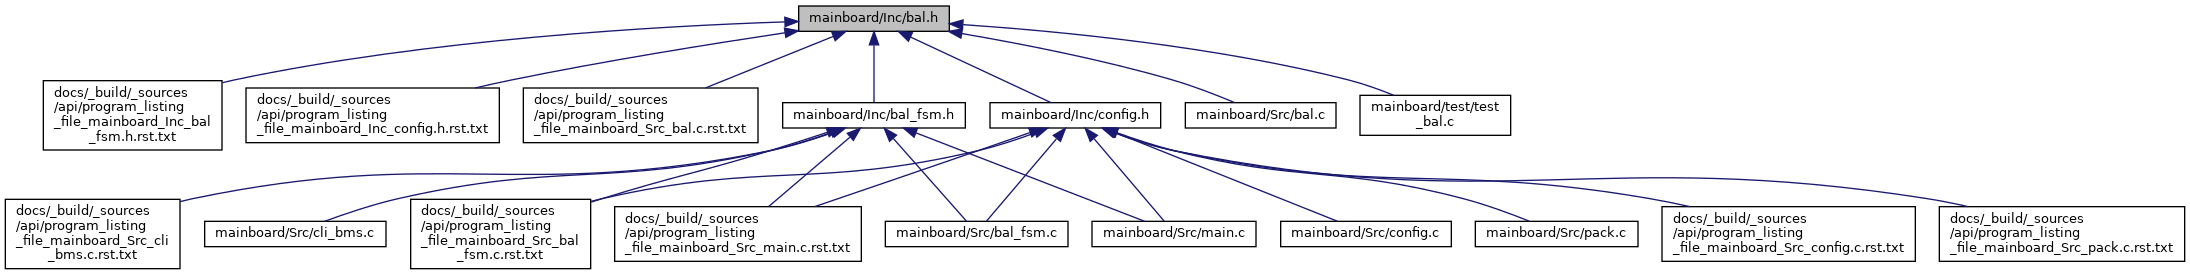 mainboard/Inc/bal.h
docs/_build/_sources
/api/program_listing
_file_mainboard_Inc_bal
_fsm.h.rst.txt
docs/_build/_sources
/api/program_listing
_file_mainboard_Inc_config.h.rst.txt
docs/_build/_sources
/api/program_listing
_file_mainboard_Src_bal.c.rst.txt
mainboard/Inc/bal_fsm.h
mainboard/Inc/config.h
mainboard/Src/bal.c
mainboard/test/test
_bal.c
docs/_build/_sources
/api/program_listing
_file_mainboard_Src_cli
_bms.c.rst.txt
mainboard/Src/cli_bms.c
docs/_build/_sources
/api/program_listing
_file_mainboard_Src_bal
_fsm.c.rst.txt
docs/_build/_sources
/api/program_listing
_file_mainboard_Src_main.c.rst.txt
mainboard/Src/bal_fsm.c
mainboard/Src/main.c
mainboard/Src/config.c
mainboard/Src/pack.c
docs/_build/_sources
/api/program_listing
_file_mainboard_Src_config.c.rst.txt
docs/_build/_sources
/api/program_listing
_file_mainboard_Src_pack.c.rst.txt